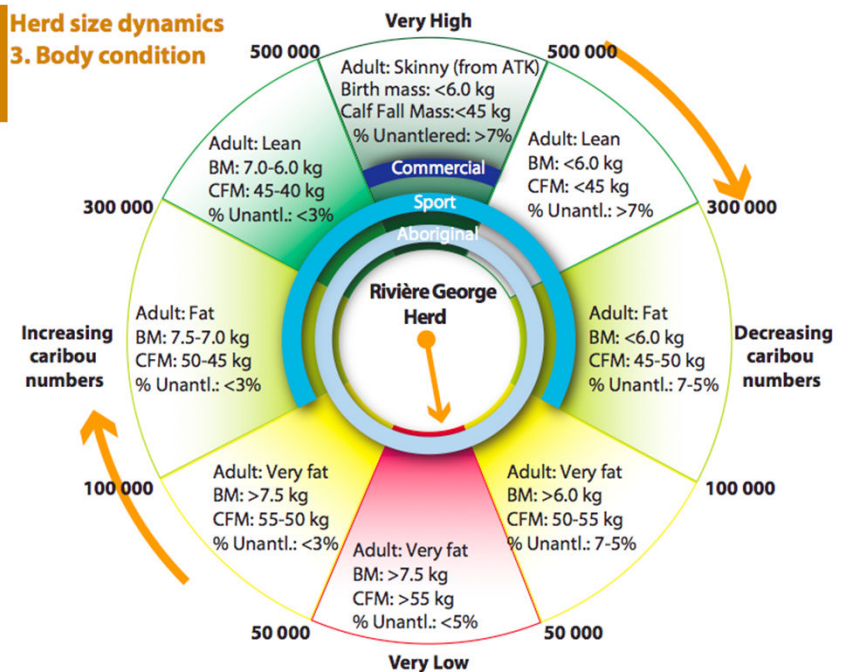 Herd size dynamics
3. Body condition
Very High
500 000
500 000
Adult: Skinny (from ATK)
Birth mass: <6.0 kg
Calf Fall Mass:<45 kg
% Unantlered: >7%
Adult: Lean
BM: 7.0-6.0 kg
CFM: 45-40 kg
% Unantl.: <3%
Adult: Lean
BM: <6.0 kg
CFM: <45 kg
% Unantl.: >7%
Commercial
Sport
Aboriginal
300 000
300 000
Rivière George
Herd
Adult: Fat
BM: 7.5-7.0 kg
CFM: 50-45 kg
% Unantl.: <3%
Adult: Fat
BM: <6.0 kg
CFM: 45-50 kg
% Unantl.: 7-5%
Increasing
caribou
numbers
Decreasing
caribou
numbers
Adult: Very fat
BM: >7.5 kg
CFM: 55-50 kg
% Unantl.: <3%
Adult: Very fat
BM: >6.0 kg
CFM: 50-55 kg
% Unantl.: 7-5%
100 000
100 000
Adult: Very fat
BM: >7.5 kg
CFM: >55 kg
% Unantl.: <5%
50 000
50 000
Very Low